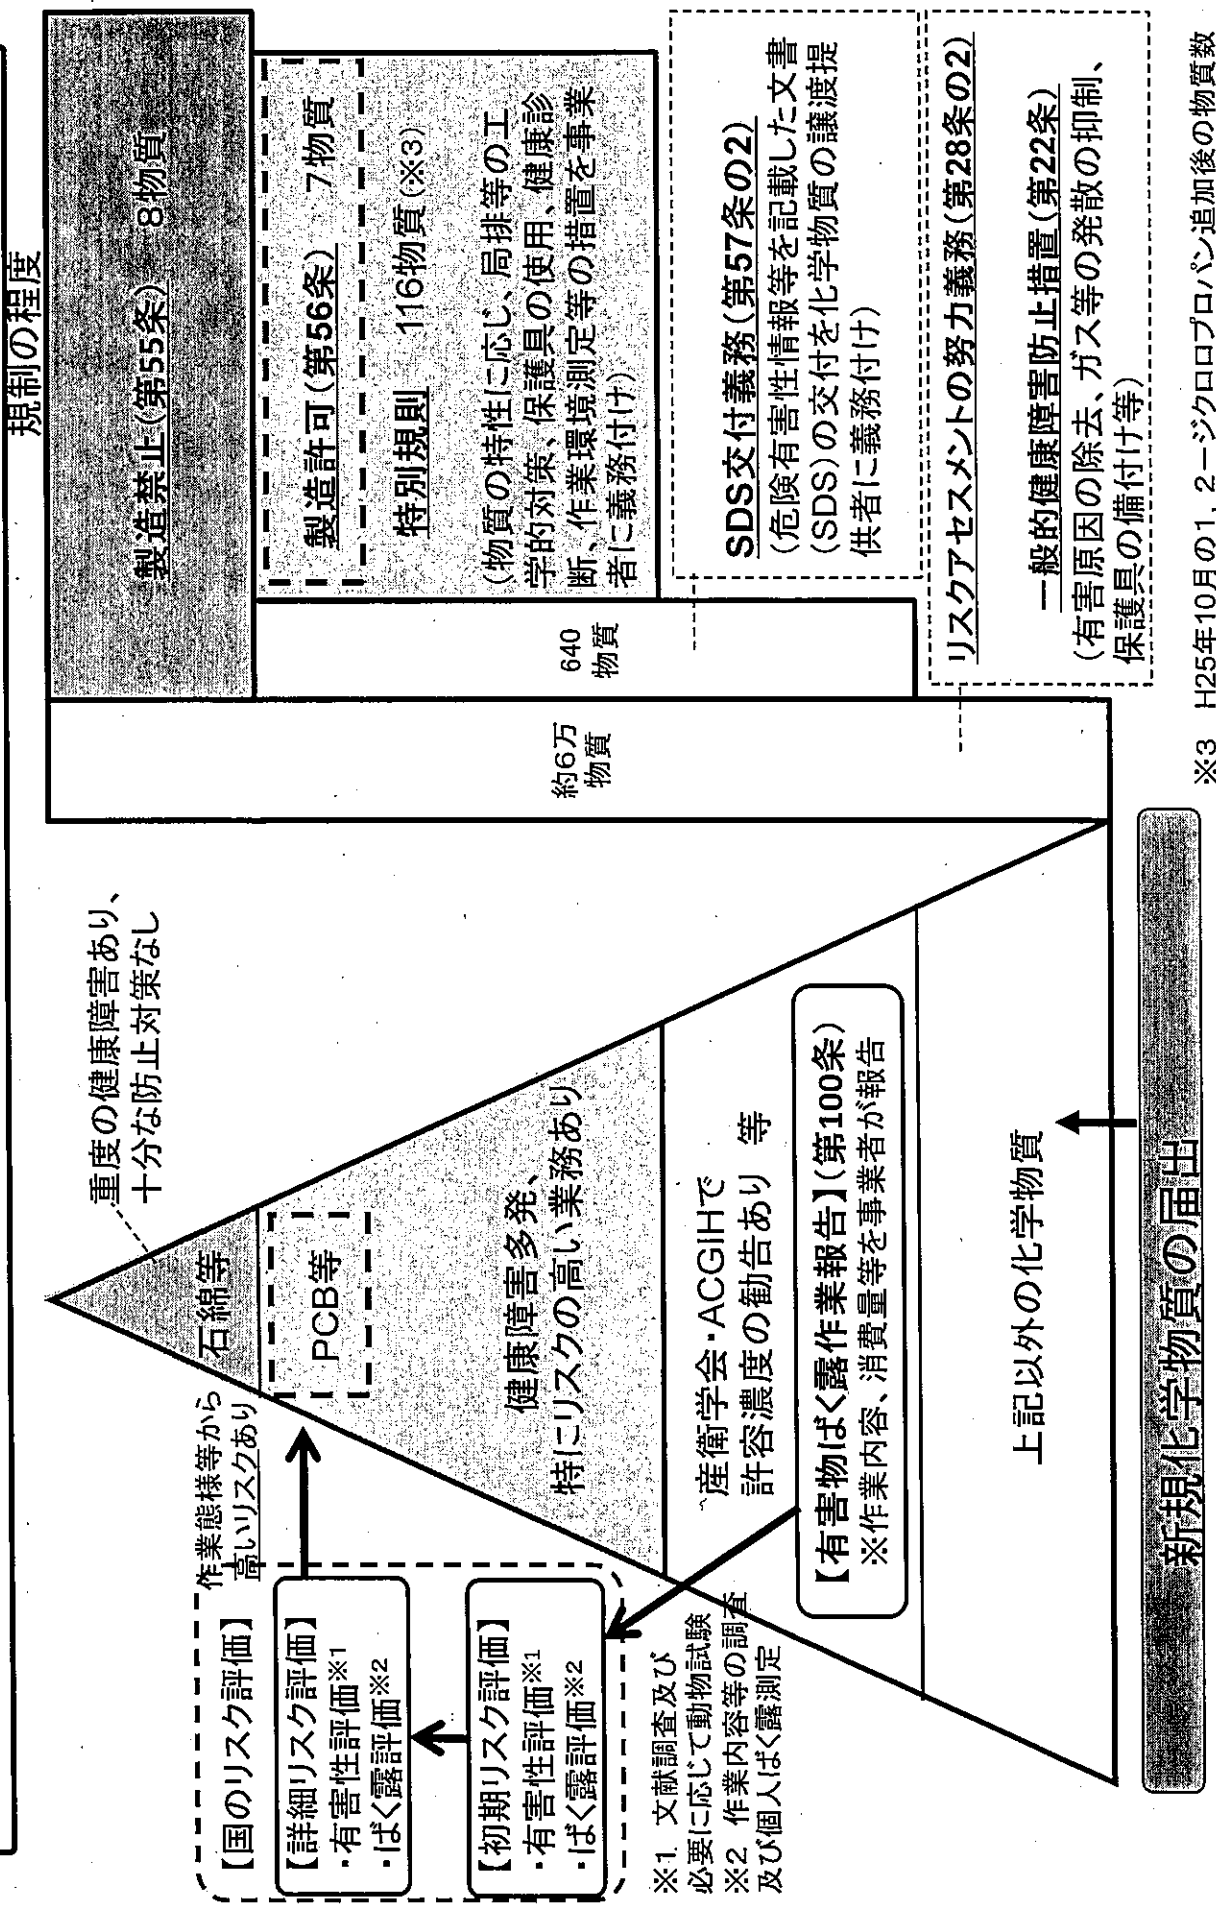 規制の程度
重度の健康障害あり、
十分な防止対策なし
石綿等
PCB等
作業態様等から
高いリスクあり
【国のリスク評価】
【詳細リスク評価】
・有害性評価※1
・ばく露評価※2
【初期リスク評価】
・有害性評価※1
・ばく露評価※2
※1 文献調査及び
必要に応じて動物試験
※2 作業内容等の調査
及び個人ばく露測定
健康障害多発、
特にリスクの高い業務あり
産衛学会・ACGIHで
許容濃度の勧告あり 等
【有害物ばく露作業報告】(第100条)
※作業内容、消費量等を事業者が報告
上記以外の化学物質
新規化学物質の届出
約6万
物質
640
物質
製造禁止(第55条) 8物質
製造許可(第56条) 7物質
特別規則 116物質(※3)
(物質の特性に応じ、局排等の工
学的対策、保護具の使用、健康診
断、作業環境測定等の措置を事業
者に義務付け)
SDS交付義務(第57条の2)
(危険有害性情報等を記載した文書
(SDS)の交付を化学物質の譲渡提
供者に義務付け)
リスクアセスメントの努力義務(第28条の2)
一般的健康障害防止措置(第22条)
(有害原因の除去、ガス等の発散の抑制、
保護具の備付け等)
※3 H25年10月の1,2-ジクロロプロパン追加後の物質数